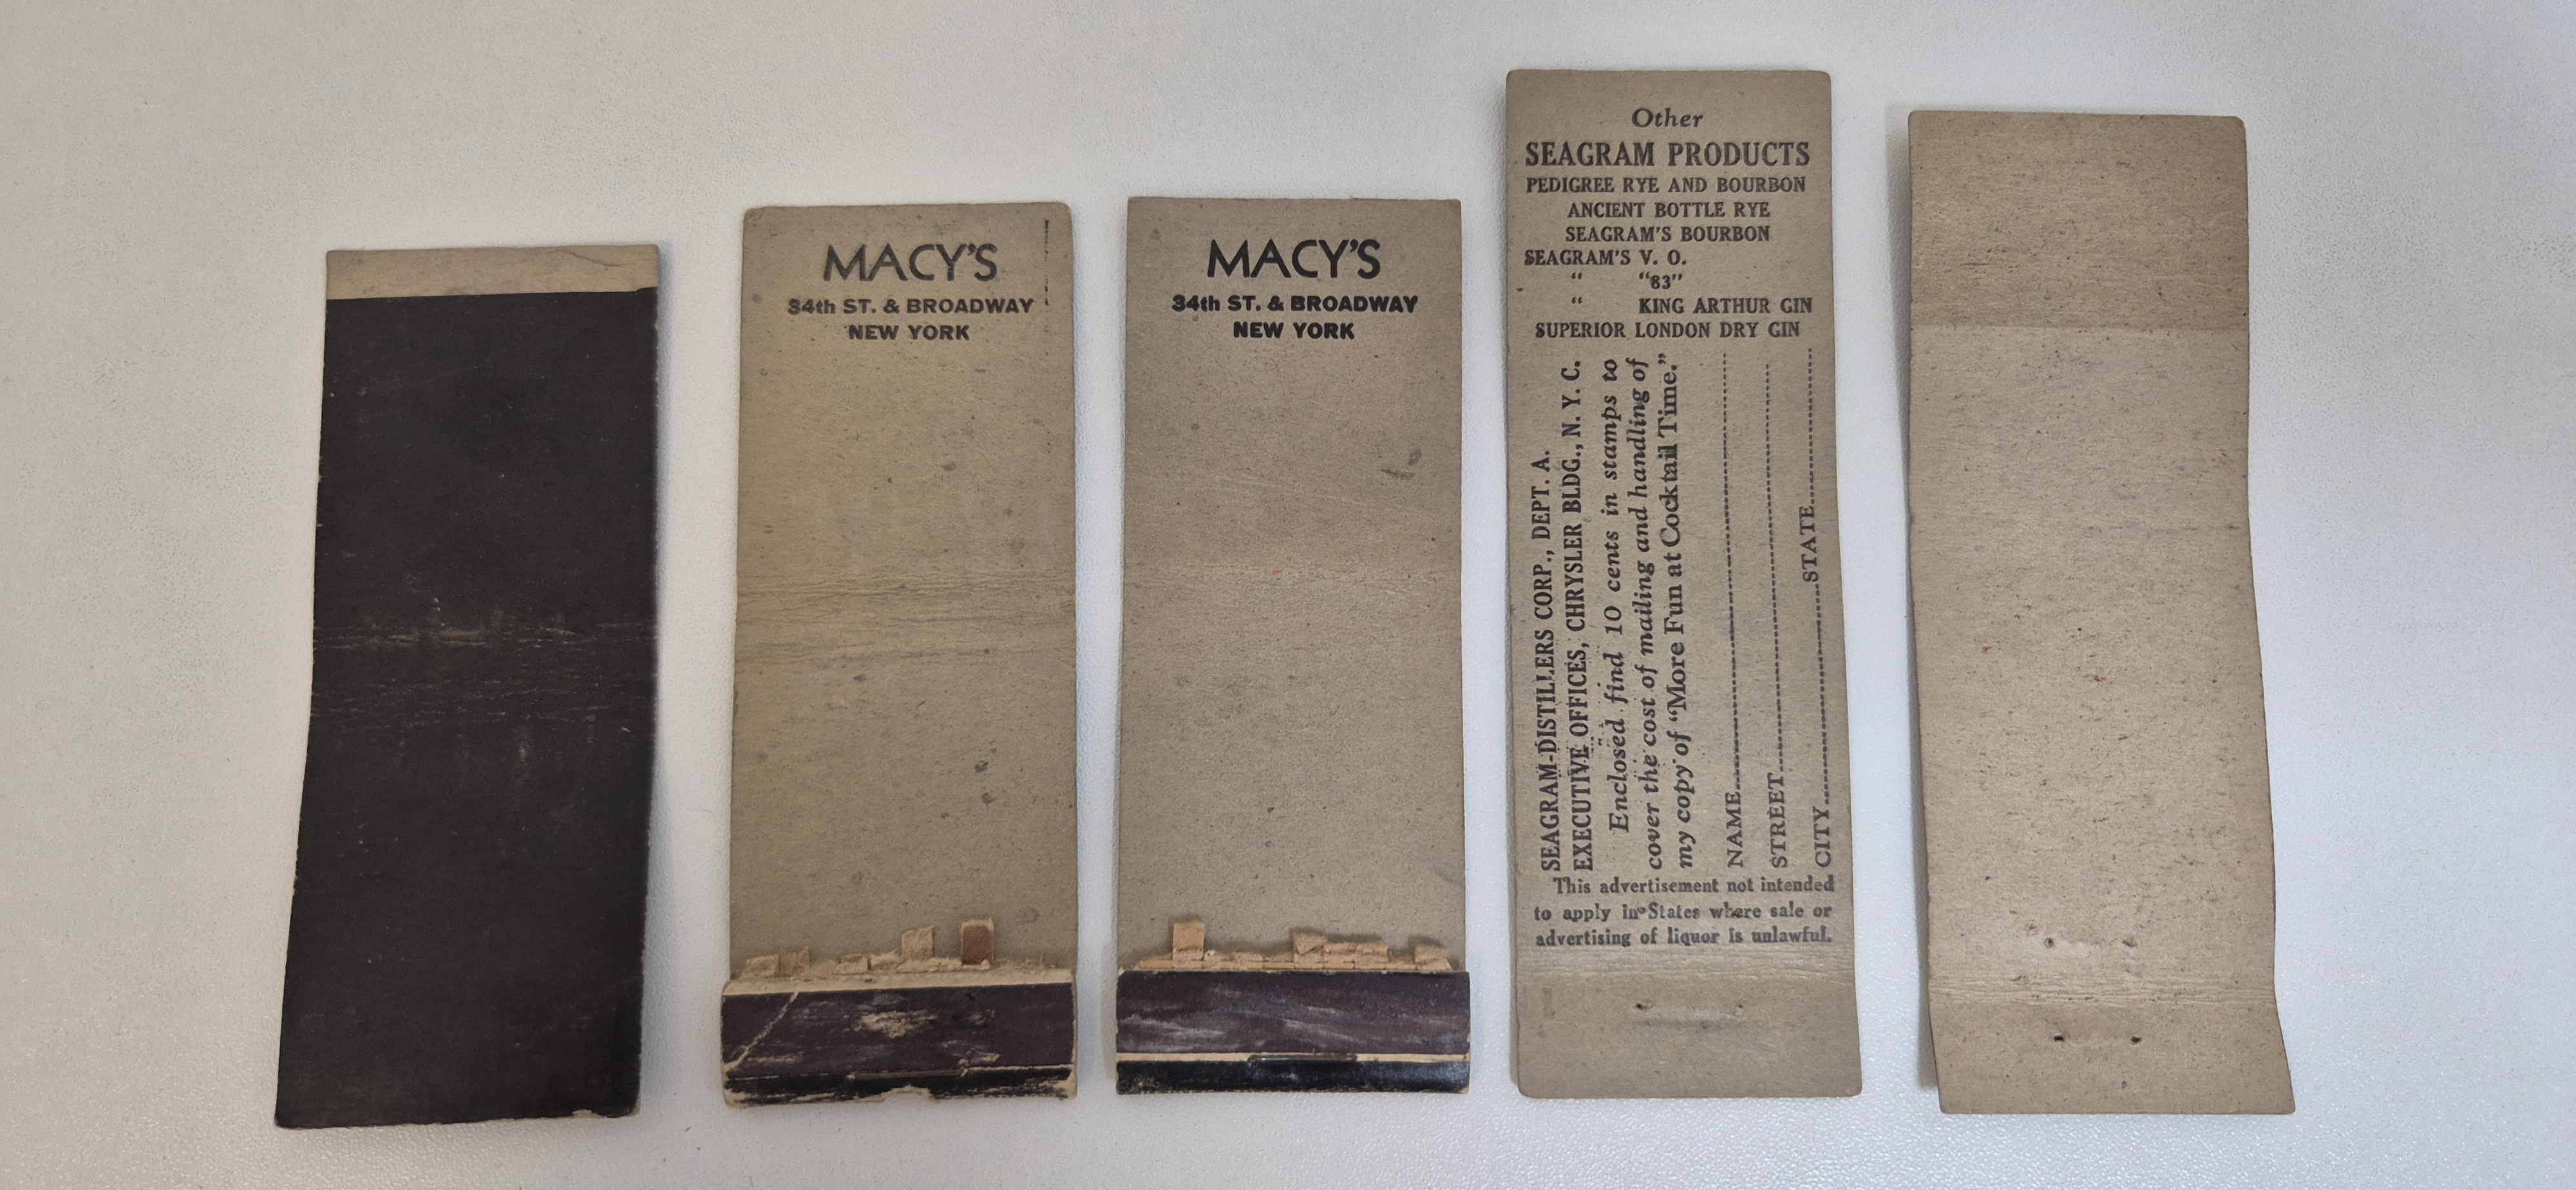 MACY'S
34th ST. & BROADWAY
NEW YORK
MACY'S
34th ST. & BROADWAY
NEW YORK
Other
SEAGRAM PRODUCTS
PEDIGREE RYE AND BOURBON
ANCIENT BOTTLE RYE
SEAGRAM'S BOURBON
SEAGRAM'S V. O.
“ “83”
“ KING ARTHUR GIN
SUPERIOR LONDON DRY GIN
SEAGRAM-DISTILLERS CORP., DEPT. A.
EXECUTIVE OFFICES, CHRYSLER BLDG., N. Y. C.
Enclosed find 10 cents in stamps to
cover the cost of mailing and handling of
my copy of “More Fun at Cocktail Time.”
NAME
STREET
CITY STATE
This advertisement not intended
to apply in States where sale or
advertising of liquor is unlawful.